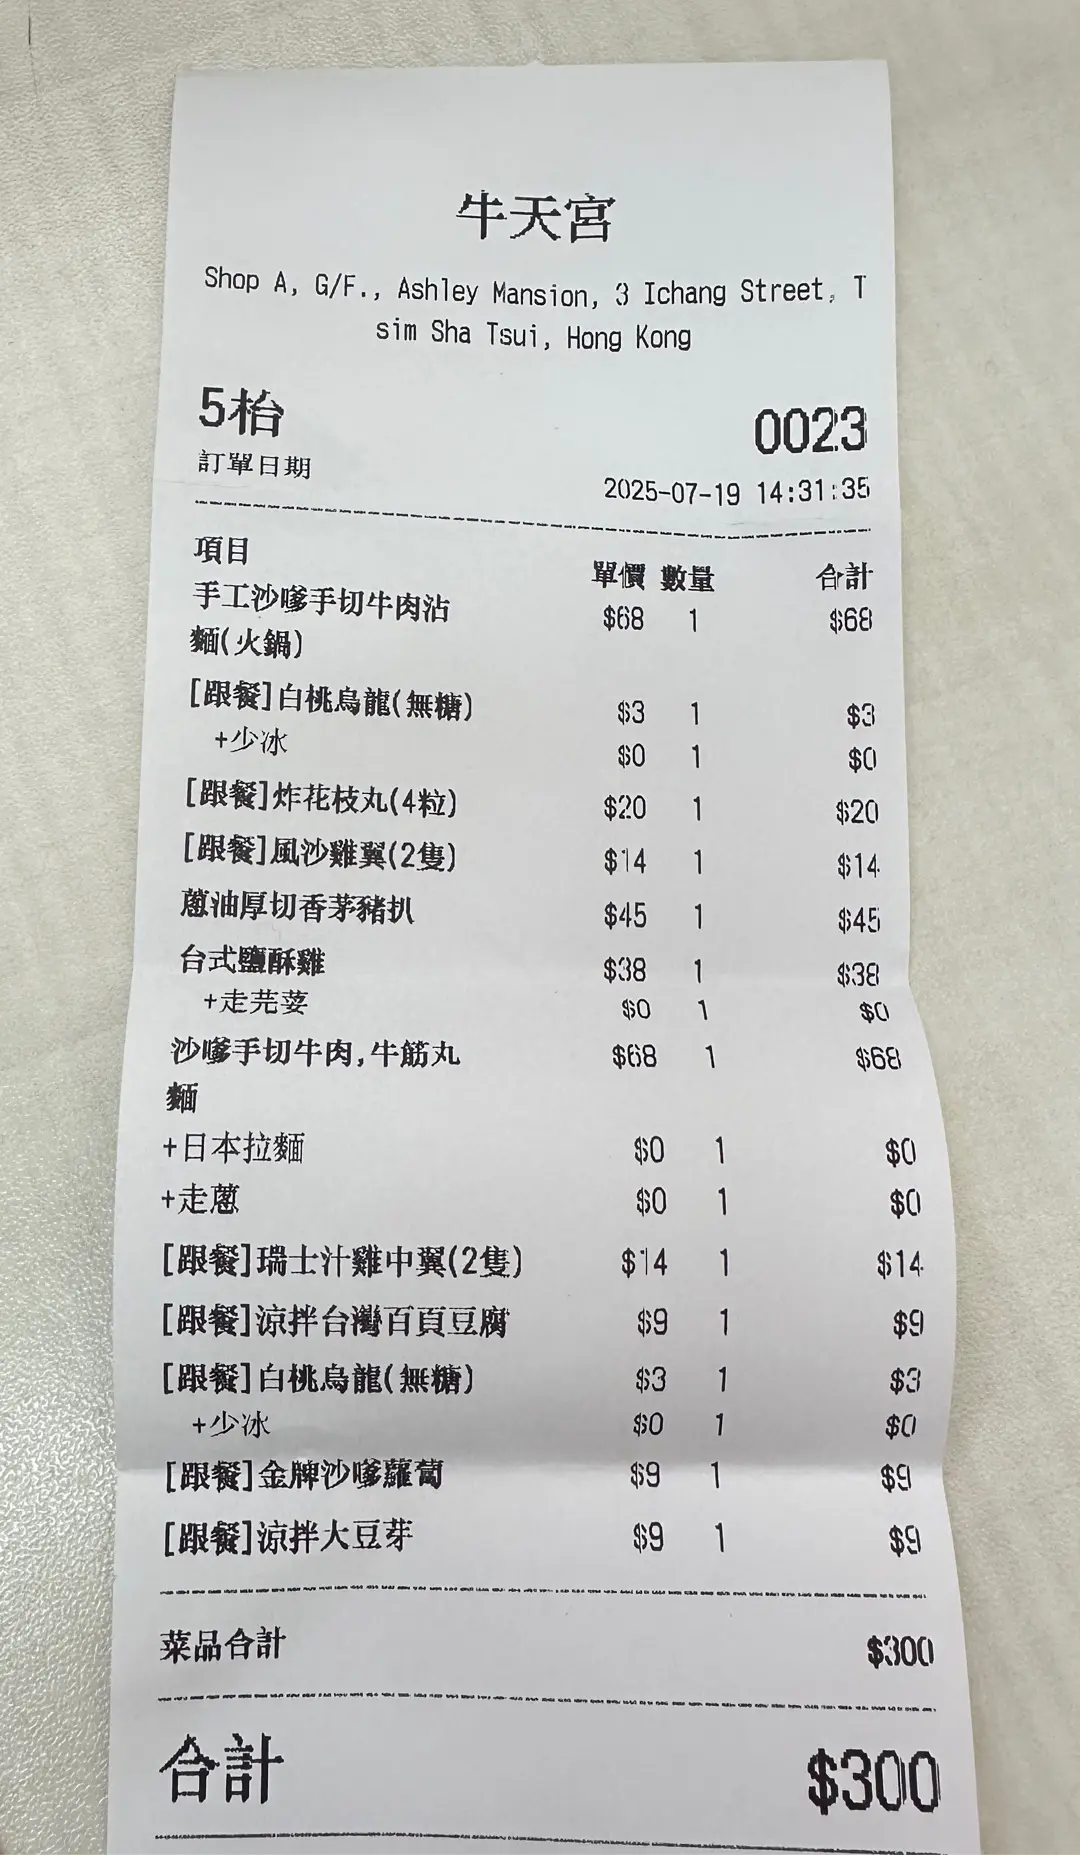 牛天宮
Shop A, G/F., Ashley Mansion, 3 Ichang Street, T
sim Sha Tsui, Hong Kong
5枱 0023
訂單日期 2025-07-19 14:31:35
項目 單價 數量 合計
手工沙嗲手切牛肉沾 $68 1 $68
麵(火鍋)
[跟餐]白桃烏龍(無糖) $3 1 $3
+少冰 $0 1 $0
[跟餐]炸花枝丸(4粒) $20 1 $20
[跟餐]風沙雞翼(2隻) $14 1 $14
蔥油厚切香茅豬扒 $45 1 $45
台式鹽酥雞 $38 1 $38
+走芫荽 $0 1 $0
沙嗲手切牛肉,牛筋丸 $68 1 $68
麵
+日本拉麵 $0 1 $0
+走蔥 $0 1 $0
[跟餐]瑞士汁雞中翼(2隻) $14 1 $14
[跟餐]涼拌台灣百頁豆腐 $9 1 $9
[跟餐]白桃烏龍(無糖) $3 1 $3
+少冰 $0 1 $0
[跟餐]金牌沙嗲蘿蔔 $9 1 $9
[跟餐]涼拌大豆芽 $9 1 $9
菜品合計 $300
合計 $300